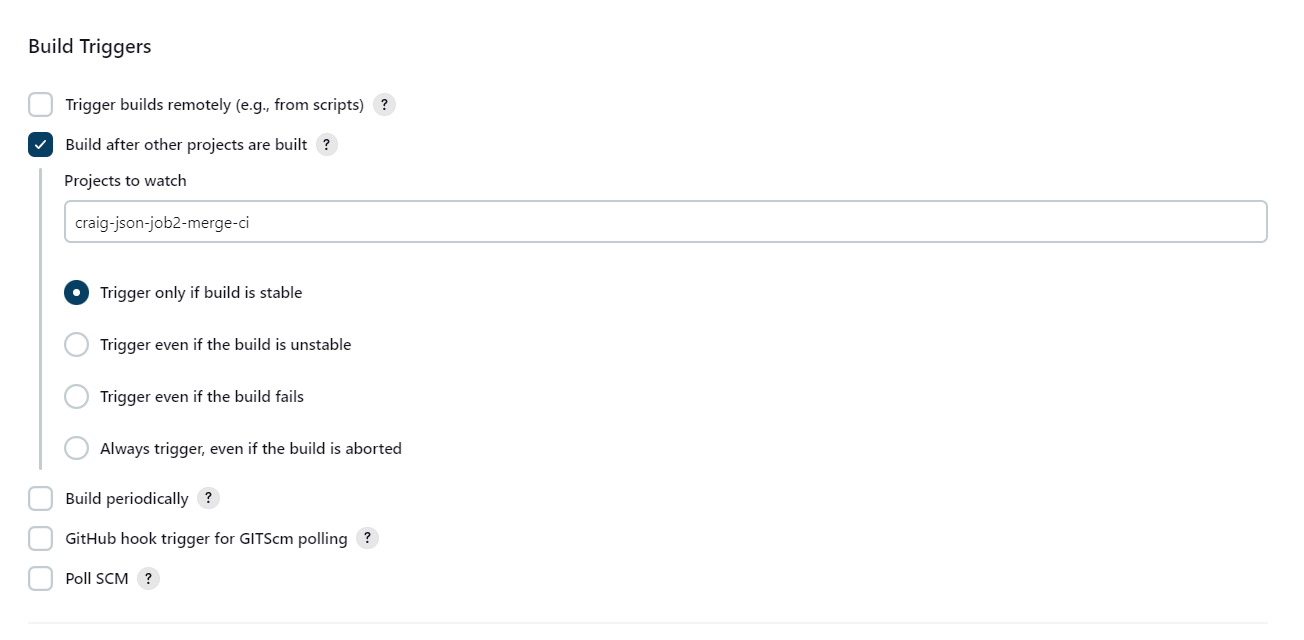 Build Triggers
Trigger builds remotely (e.g., from scripts) ?
Build after other projects are built ?
Projects to watch
craig-json-job2-merge-ci
Trigger only if build is stable
Trigger even if the build is unstable
Trigger even if the build fails
Always trigger, even if the build is aborted
Build periodically ?
GitHub hook trigger for GITScm polling ?
Poll SCM ?